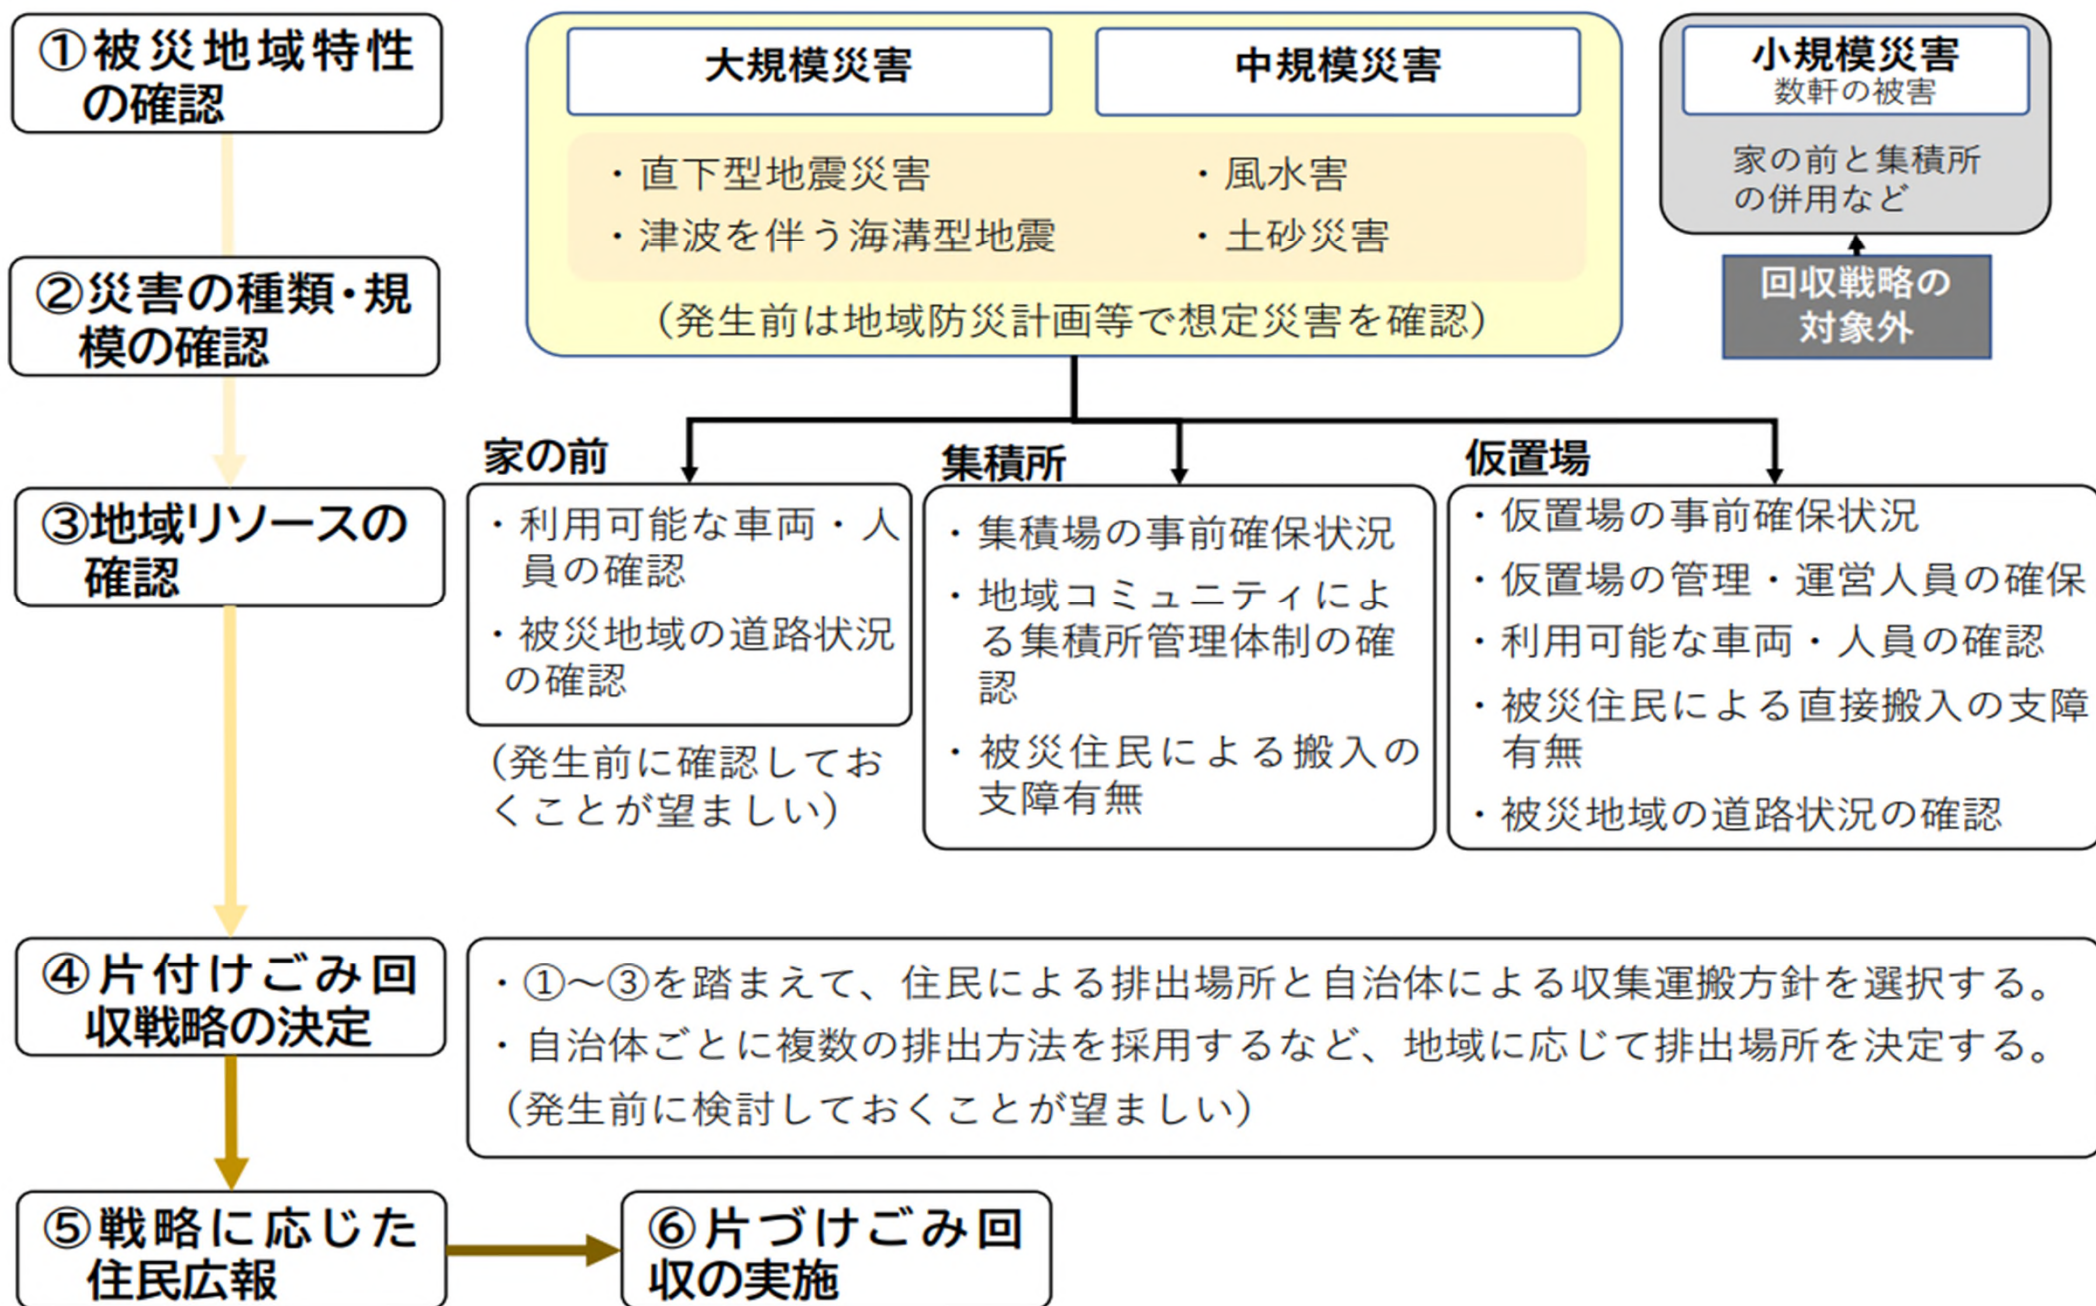 ①被災地域特性
の確認
大規模災害
中規模災害
・直下型地震災害
・津波を伴う海溝型地震
・風水害
・土砂災害
（発生前は地域防災計画等で想定災害を確認）
小規模災害
数軒の被害
家の前と集積所
の併用など
回収戦略の
対象外
②災害の種類・規
模の確認
③地域リソースの
確認
家の前
・利用可能な車両・人
員の確認
・被災地域の道路状況
の確認
（発生前に確認してお
くことが望ましい）
集積所
・集積場の事前確保状況
・地域コミュニティによ
る集積所管理体制の確
認
・被災住民による搬入の
支障有無
仮置場
・仮置場の事前確保状況
・仮置場の管理・運営人員の確保
・利用可能な車両・人員の確認
・被災住民による直接搬入の支障
有無
・被災地域の道路状況の確認
④片付けごみ回
収戦略の決定
・①～③を踏まえて、住民による排出場所と自治体による収集運搬方針を選択する。
・自治体ごとに複数の排出方法を採用するなど、地域に応じて排出場所を決定する。
（発生前に検討しておくことが望ましい）
⑤戦略に応じた
住民広報
⑥片づけごみ回
収の実施